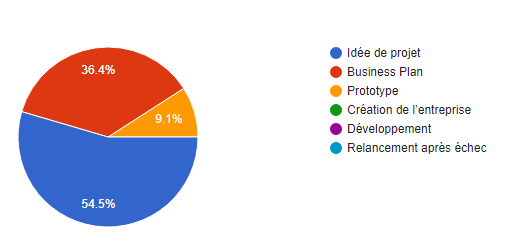 36.4%
9.1%
54.5%
Idée de projet
Business Plan
Prototype
Création de l’entreprise
Développement
Relancement après échec